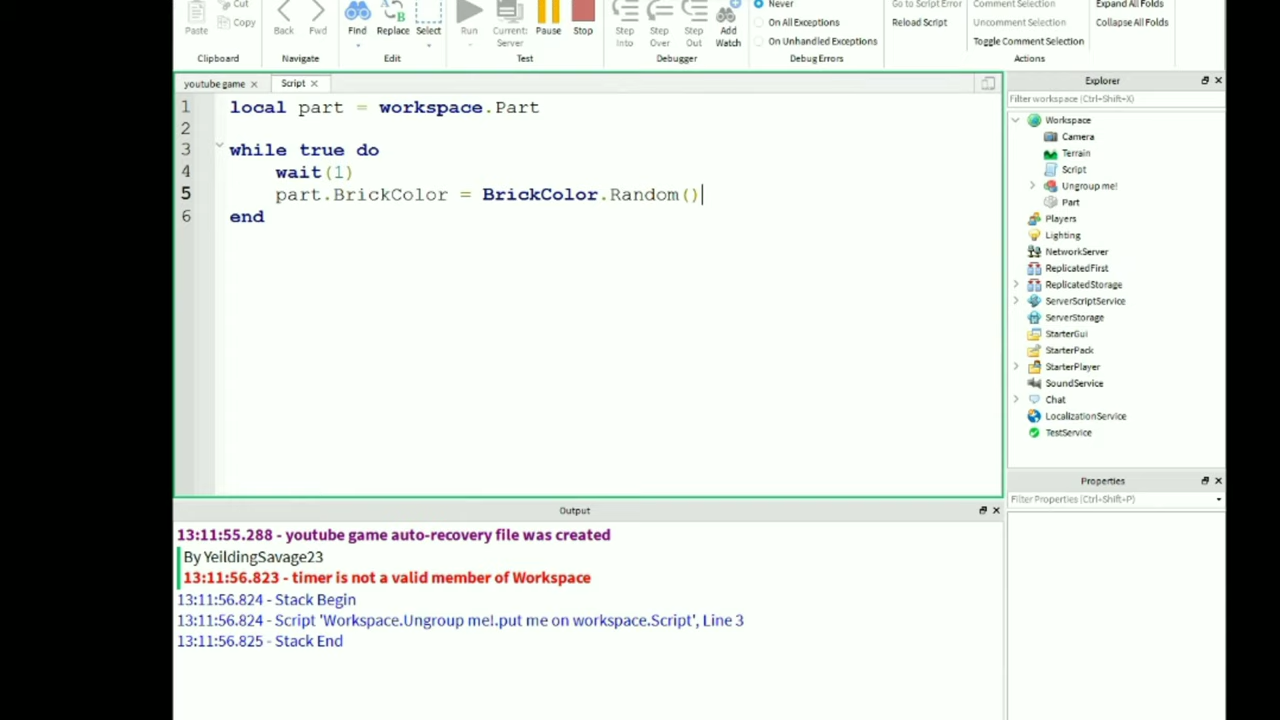 Cut
Copy
Paste
Clipboard
Back
Fwd
Navigate
Find
Replace
Select
Edit
Run
Current:
Server
Pause
Stop
Test
Step
Into
Step
Over
Step
Out
Add
Watch
Debugger
Never
On All Exceptions
On Unhandled Exceptions
Debug Errors
Go to Script Error
Reload Script
Comment Selection
Uncomment Selection
Toggle Comment Selection
Expand All Folds
Collapse All Folds
Actions
youtube game
Script
1 local part = workspace.Part
2
3 while true do
4 wait(1)
5 part.BrickColor = BrickColor.Random()
6 end
Explorer
Filter workspace (Ctrl+Shift+X)
Workspace
Camera
Terrain
Script
Ungroup me!
Part
Players
Lighting
NetworkServer
ReplicatedFirst
ReplicatedStorage
ServerScriptService
ServerStorage
StarterGui
StarterPack
StarterPlayer
SoundService
Chat
LocalizationService
TestService
Properties
Filter Properties (Ctrl+Shift+P)
Output
13:11:55.288 - youtube game auto-recovery file was created
By YeildingSavage23
13:11:56.823 - timer is not a valid member of Workspace
13:11:56.824 - Stack Begin
13:11:56.824 - Script 'Workspace.Ungroup me!.put me on workspace.Script', Line 3
13:11:56.825 - Stack End